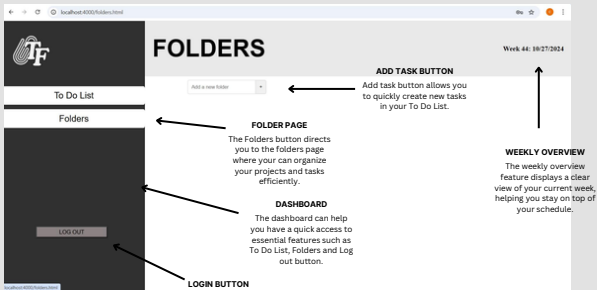 localhost:4000/folders.html
TF
FOLDERS
Week 44: 10/27/2024
To Do List
Folders
LOG OUT
Add a new folder
ADD TASK BUTTON
Add task button allows you
to quickly create new tasks
in your To Do List.
FOLDER PAGE
The Folders button directs
you to the folders page
where your can organize
your projects and tasks
efficiently.
WEEKLY OVERVIEW
The weekly overview
feature displays a clear
view of your current week,
helping you stay on top of
your schedule.
DASHBOARD
The dashboard can help
you have a quick access to
essential features such as
To Do List, Folders and Log
out button.
LOGIN BUTTON
localhost:4000/folders.html